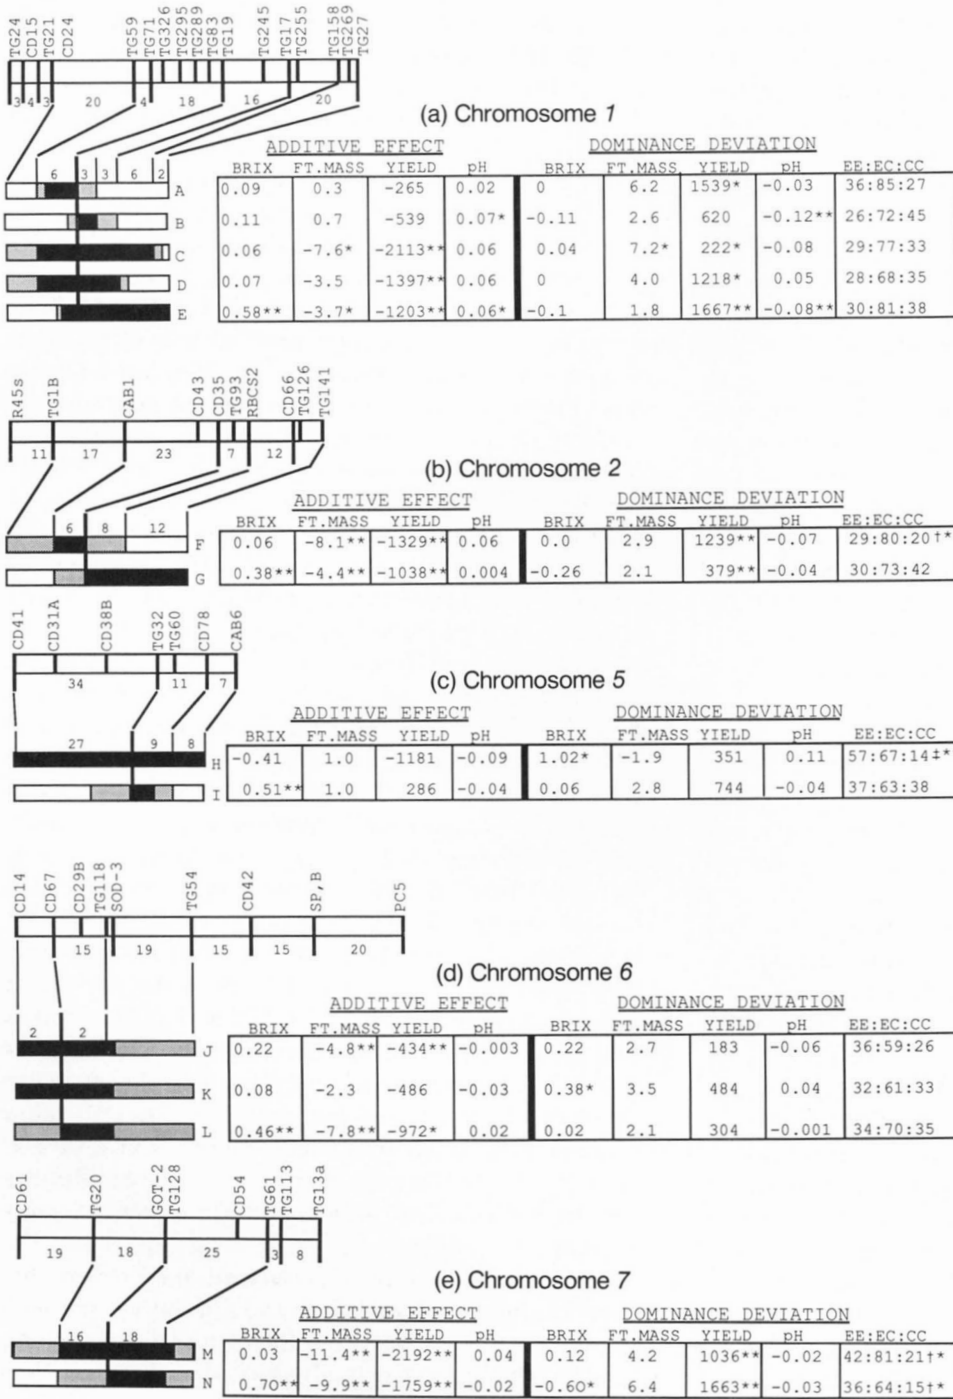 TG24 CD15 TG21 CD24 TG59 TG71 TG326 TG295 TG289 TG83 TG19 TG245 TG17 TG255 TG158 TG269 TG27
3 4 3 20 4 18 16 20
(a) Chromosome 1
ADDITIVE EFFECT DOMINANCE DEVIATION
BRIX FT.MASS YIELD pH BRIX FT.MASS YIELD pH EE:EC:CC
6 3 3 6 2
A 0.09 0.3 -265 0.02 0 6.2 1539* -0.03 36:85:27
B 0.11 0.7 -539 0.07* -0.11 2.6 620 -0.12** 26:72:45
C 0.06 -7.6* -2113** 0.06 0.04 7.2* 222* -0.08 29:77:33
D 0.07 -3.5 -1397** 0.06 0 4.0 1218* 0.05 28:68:35
E 0.58** -3.7* -1203** 0.06* -0.1 1.8 1667** -0.08** 30:81:38
R45s TG1B CAB1 CD43 CD35 TG93 RBCS2 CD66 TG126 TG141
11 17 23 7 12
(b) Chromosome 2
ADDITIVE EFFECT DOMINANCE DEVIATION
BRIX FT.MASS YIELD pH BRIX FT.MASS YIELD pH EE:EC:CC
6 8 12
F 0.06 -8.1** -1329** 0.06 0.0 2.9 1239** -0.07 29:80:20†*
G 0.38** -4.4** -1038** 0.004 -0.26 2.1 379** -0.04 30:73:42
CD41 CD31A CD38B TG32 TG60 CD78 CAB6
34 11 7
(c) Chromosome 5
ADDITIVE EFFECT DOMINANCE DEVIATION
BRIX FT.MASS YIELD pH BRIX FT.MASS YIELD pH EE:EC:CC
27 9 8
H -0.41 1.0 -1181 -0.09 1.02* -1.9 351 0.11 57:67:14‡*
I 0.51** 1.0 286 -0.04 0.06 2.8 744 -0.04 37:63:38
CD14 CD67 CD29B TG118 SOD-3 TG54 CD42 SP,B PC5
15 19 15 15 20
(d) Chromosome 6
ADDITIVE EFFECT DOMINANCE DEVIATION
BRIX FT.MASS YIELD pH BRIX FT.MASS YIELD pH EE:EC:CC
2 2
J 0.22 -4.8** -434** -0.003 0.22 2.7 183 -0.06 36:59:26
K 0.08 -2.3 -486 -0.03 0.38* 3.5 484 0.04 32:61:33
L 0.46** -7.8** -972* 0.02 0.02 2.1 304 -0.001 34:70:35
CD61 TG20 GOT-2 TG128 CD54 TG61 TG113 TG13a
19 18 25 3 8
(e) Chromosome 7
ADDITIVE EFFECT DOMINANCE DEVIATION
BRIX FT.MASS YIELD pH BRIX FT.MASS YIELD pH EE:EC:CC
16 18
M 0.03 -11.4** -2192** 0.04 0.12 4.2 1036** -0.02 42:81:21†*
N 0.70** -9.9** -1759** -0.02 -0.60* 6.4 1663** -0.03 36:64:15†*